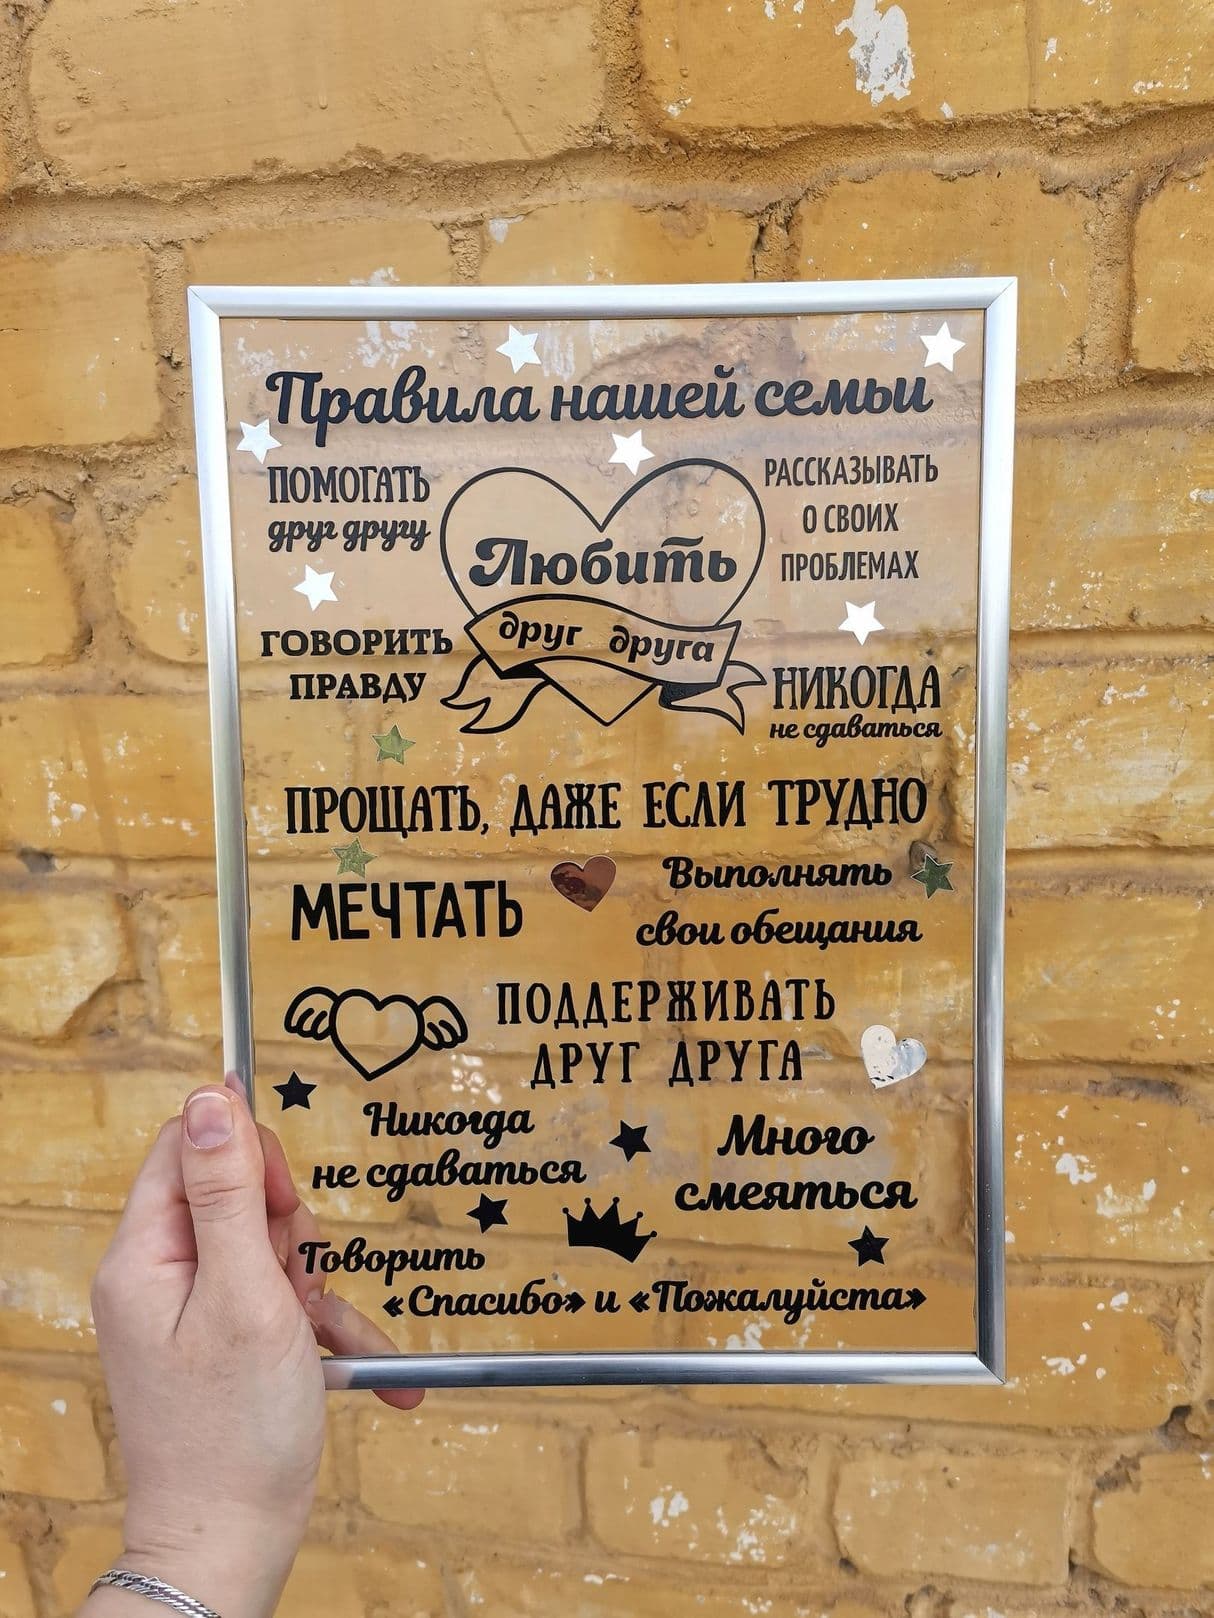 Правила нашей семьи
ПОМОГАТЬ
друг другу
Любить
друг друга
РАССКАЗЫВАТЬ
О СВОИХ
ПРОБЛЕМАХ
ГОВОРИТЬ
ПРАВДУ
НИКОГДА
не сдаваться
ПРОЩАТЬ, ДАЖЕ ЕСЛИ ТРУДНО
МЕЧТАТЬ
Выполнять
свои обещания
ПОДДЕРЖИВАТЬ
ДРУГ ДРУГА
Никогда
не сдаваться
Много
смеяться
Говорить
«Спасибо» и «Пожалуйста»